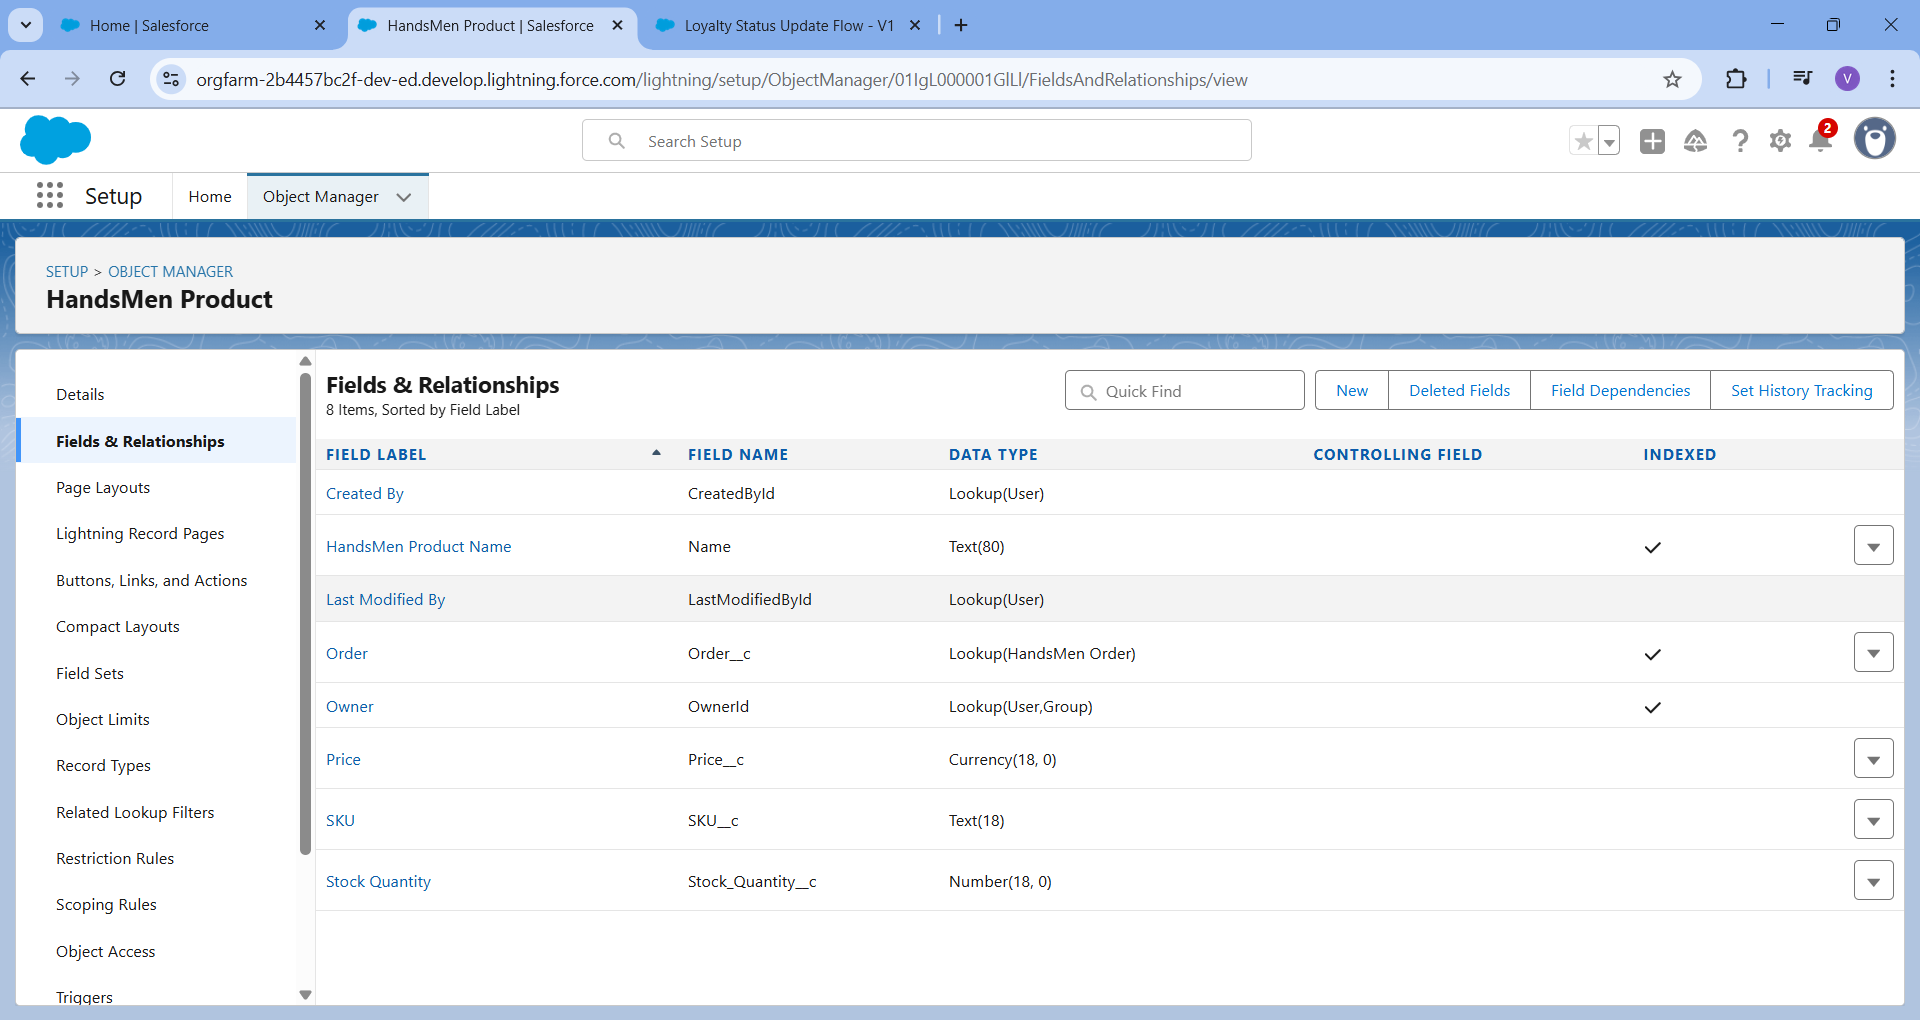 Home | Salesforce
HandsMen Product | Salesforce
Loyalty Status Update Flow - V1
orgfarm-2b4457bc2f-dev-ed.develop.lightning.force.com/lightning/setup/ObjectManager/01IgL000001GlLl/FieldsAndRelationships/view
V
Search Setup
2
Setup
Home
Object Manager
SETUP > OBJECT MANAGER
HandsMen Product
Details
Fields & Relationships
Page Layouts
Lightning Record Pages
Buttons, Links, and Actions
Compact Layouts
Field Sets
Object Limits
Record Types
Related Lookup Filters
Restriction Rules
Scoping Rules
Object Access
Triggers
Fields & Relationships
8 Items, Sorted by Field Label
Quick Find
New
Deleted Fields
Field Dependencies
Set History Tracking
FIELD LABEL FIELD NAME DATA TYPE CONTROLLING FIELD INDEXED
Created By CreatedById Lookup(User)
HandsMen Product Name Name Text(80)
Last Modified By LastModifiedById Lookup(User)
Order Order__c Lookup(HandsMen Order)
Owner OwnerId Lookup(User,Group)
Price Price__c Currency(18, 0)
SKU SKU__c Text(18)
Stock Quantity Stock_Quantity__c Number(18, 0)